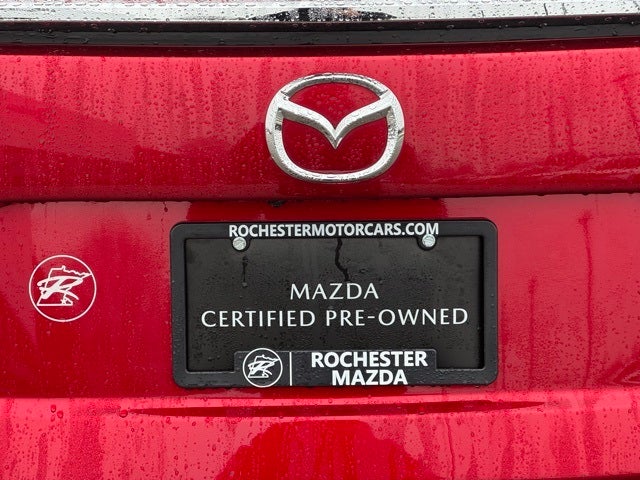 ROCHESTERMOTORCARS.COM
MAZDA
CERTIFIED PRE-OWNED
ROCHESTER
MAZDA